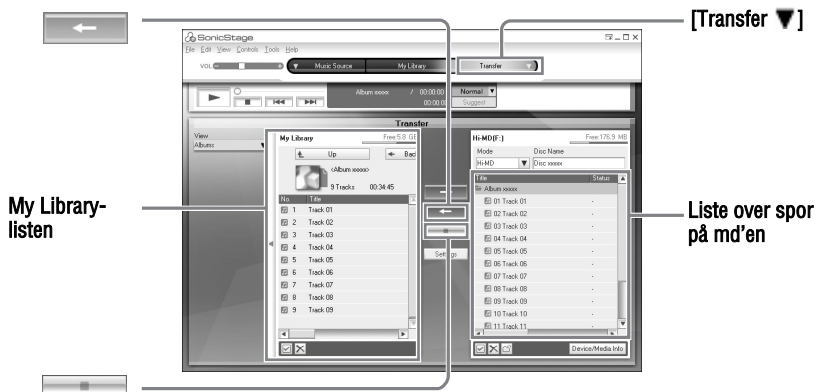 [Transfer ▼]
SonicStage
File Edit View Controls Tools Help
VOL
Music Source
My Library
Transfer
Album xxxxx / 00:00:00
00:00:00
Normal
Suggest
Transfer
View
Albums
My Library
Free:5.8 GB
Up
Back
<Album xxxxx>
9 Tracks 00:34:45
No. Title
1 Track 01
2 Track 02
3 Track 03
4 Track 04
5 Track 05
6 Track 06
7 Track 07
8 Track 08
9 Track 09
Settings
Hi-MD(F:)
Free:176.9 MB
Mode
Disc Name
Hi-MD
Disc xxxxx
Title Status
Album xxxxx
01 Track 01 -
02 Track 02 -
03 Track 03 -
04 Track 04 -
05 Track 05 -
06 Track 06 -
07 Track 07 -
08 Track 08 -
09 Track 09 -
10 Track 10 -
11 Track 11 -
Device/Media Info
My Library-
listen
Liste over spor
på md'en